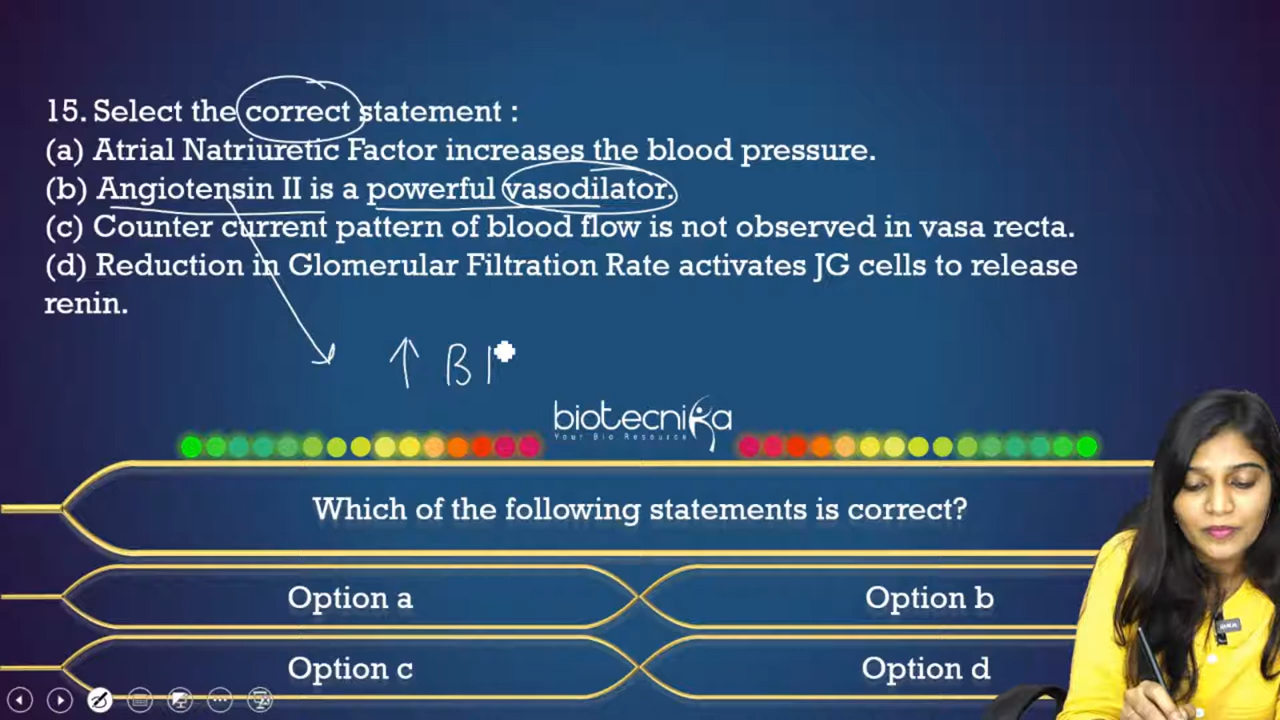 15. Select the correct statement :
(a) Atrial Natriuretic Factor increases the blood pressure.
(b) Angiotensin II is a powerful vasodilator.
(c) Counter current pattern of blood flow is not observed in vasa recta.
(d) Reduction in Glomerular Filtration Rate activates JG cells to release
renin.
↑ B
biotecnika
Your Bio Resource
Which of the following statements is correct?
Option a
Option b
Option c
Option d